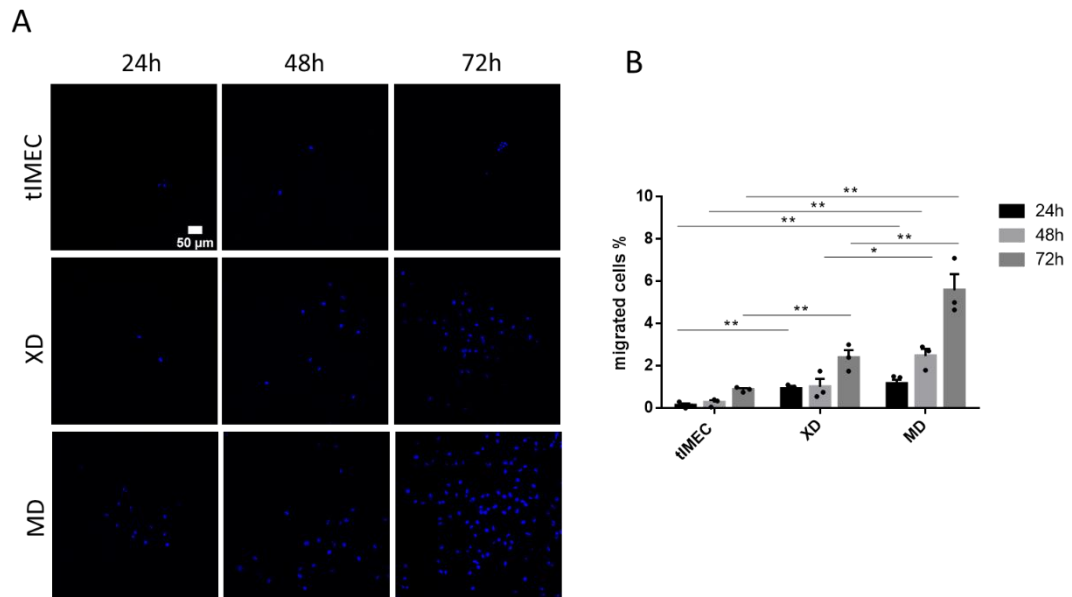 A
24h 48h 72h
tIMEC
50 µm
XD
MD
B
migrated cells %
10
8
6
4
2
0
**
**
**
**
*
**
**
tIMEC XD MD
24h
48h
72h